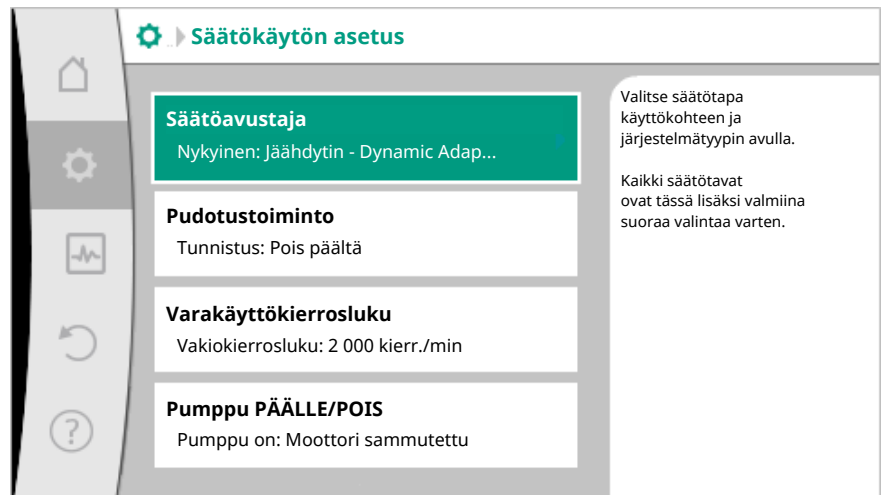 Säätökäytön asetus
Säätöavustaja
Nykyinen: Jäähdytin - Dynamic Adap...
Pudotustoiminto
Tunnistus: Pois päältä
Varakäyttökierrosluku
Vakiokierrosluku: 2 000 kierr./min
Pumppu PÄÄLLE/POIS
Pumppu on: Moottori sammutettu
Valitse säätötapa
käyttökohteen ja
järjestelmätyypin avulla.
Kaikki säätötavat
ovat tässä lisäksi valmiina
suoraa valintaa varten.